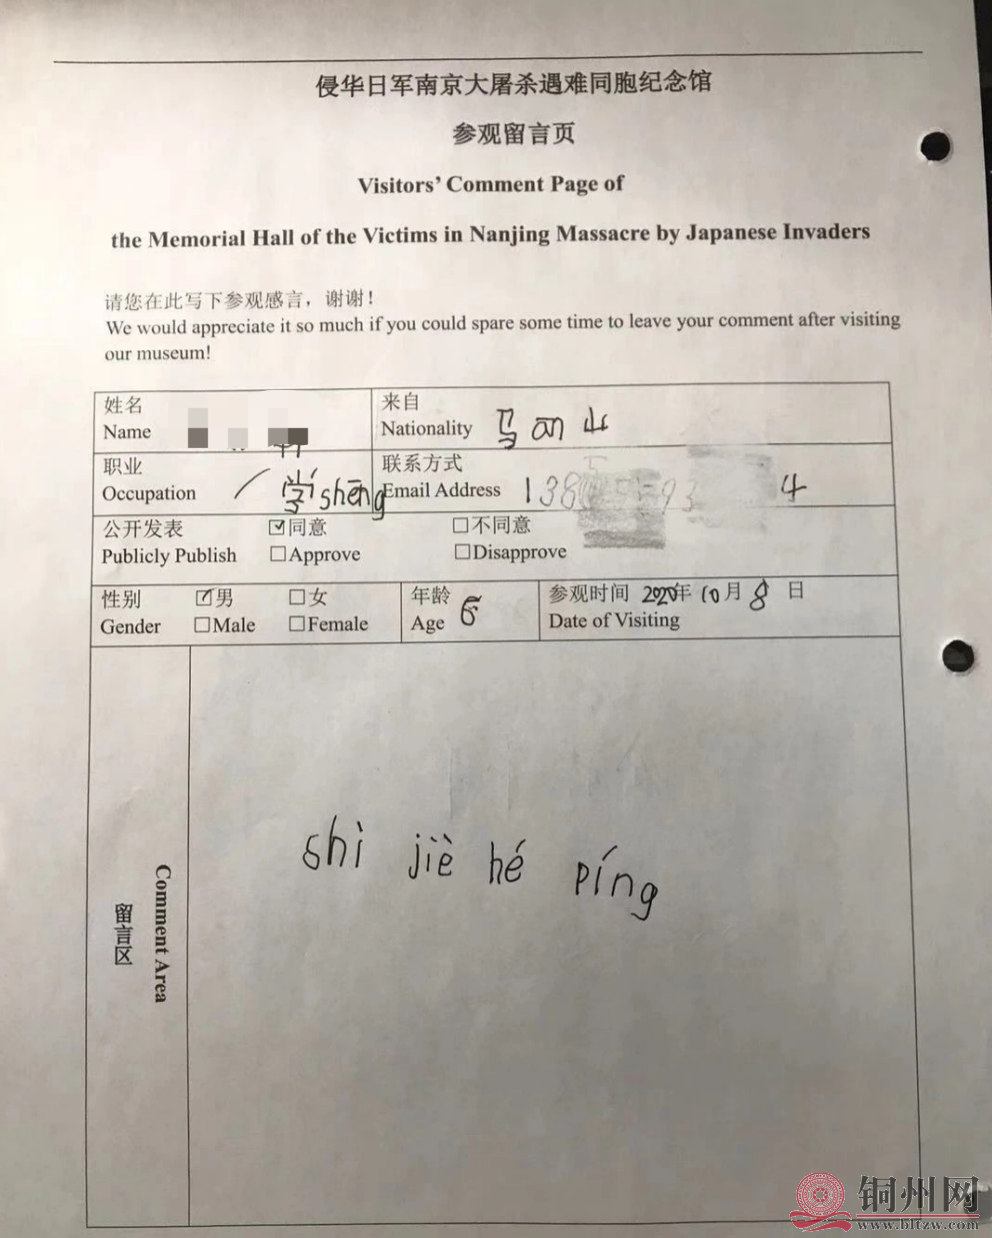 侵华日军南京大屠杀遇难同胞纪念馆
参观留言页
Visitors' Comment Page of
the Memorial Hall of the Victims in Nanjing Massacre by Japanese Invaders
请您在此写下参观感言，谢谢！
We would appreciate it so much if you could spare some time to leave your comment after visiting
our museum!
姓名
Name
来自
Nationality 马 山
职业
Occupation 学shēng
联系方式
Email Address 138 4
公开发表 ☑同意 □不同意
Publicly Publish □Approve □Disapprove
性别 ☑男 □女
Gender □Male □Female
年龄
Age 6
参观时间 2020年 10月 8 日
Date of Visiting
留言区
Comment Area
shì jiè hé píng
铜州网
www.bltzw.com